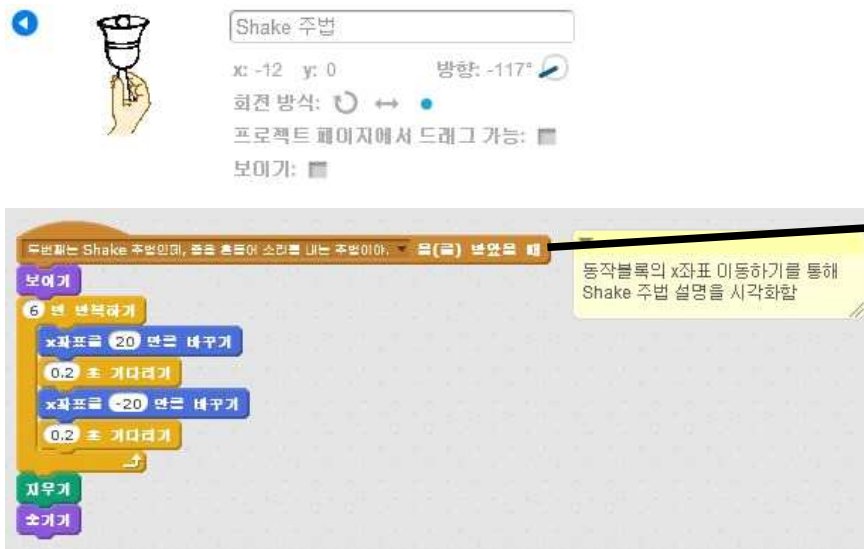 Shake 주법
x: -12 y: 0 방향: -117°
회전 방식:
프로젝트 페이지에서 드래그 가능:
보이기:
두번째는 Shake 주법인데, 종을 흔들어 소리를 내는 주법이야. 을(를) 받았을 때
보이기
6 번 반복하기
x좌표를 20 만큼 바꾸기
0.2 초 기다리기
x좌표를 -20 만큼 바꾸기
0.2 초 기다리기
지우기
숨기기
동작블록의 x좌표 이동하기를 통해
Shake 주법 설명을 시각화함